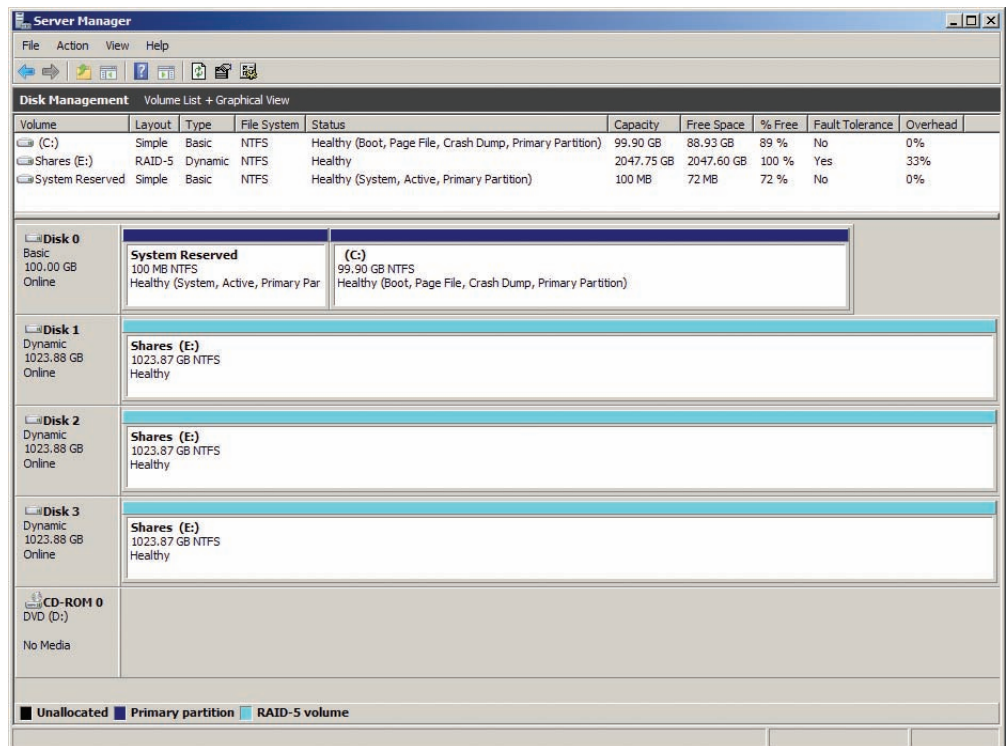 Server Manager
File Action View Help
Disk Management Volume List + Graphical View
Volume Layout Type File System Status Capacity Free Space % Free Fault Tolerance Overhead
(C:) Simple Basic NTFS Healthy (Boot, Page File, Crash Dump, Primary Partition) 99.90 GB 88.93 GB 89 % No 0%
Shares (E:) RAID-5 Dynamic NTFS Healthy 2047.75 GB 2047.60 GB 100 % Yes 33%
System Reserved Simple Basic NTFS Healthy (System, Active, Primary Partition) 100 MB 72 MB 72 % No 0%
Disk 0
Basic
100.00 GB
Online
System Reserved
100 MB NTFS
Healthy (System, Active, Primary Par
(C:)
99.90 GB NTFS
Healthy (Boot, Page File, Crash Dump, Primary Partition)
Disk 1
Dynamic
1023.88 GB
Online
Shares (E:)
1023.87 GB NTFS
Healthy
Disk 2
Dynamic
1023.88 GB
Online
Shares (E:)
1023.87 GB NTFS
Healthy
Disk 3
Dynamic
1023.88 GB
Online
Shares (E:)
1023.87 GB NTFS
Healthy
CD-ROM 0
DVD (D:)
No Media
Unallocated Primary partition RAID-5 volume